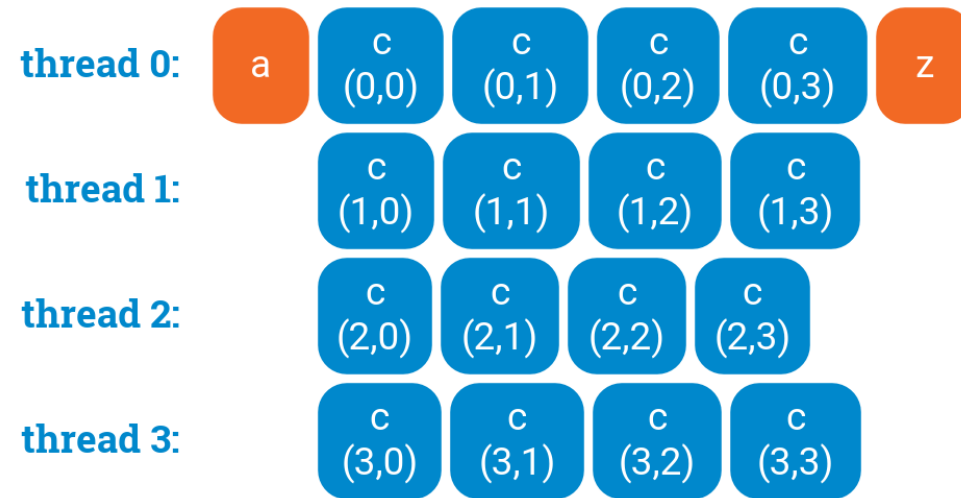 thread 0:
a
c
(0,0)
c
(0,1)
c
(0,2)
c
(0,3)
z
thread 1:
c
(1,0)
c
(1,1)
c
(1,2)
c
(1,3)
thread 2:
c
(2,0)
c
(2,1)
c
(2,2)
c
(2,3)
thread 3:
c
(3,0)
c
(3,1)
c
(3,2)
c
(3,3)